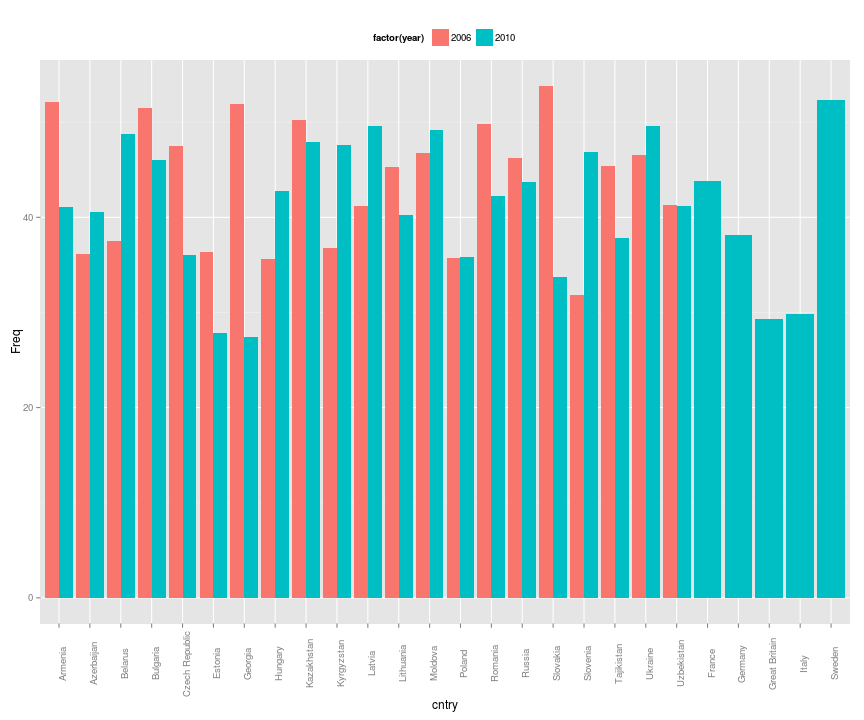 factor(year) 2006 2010
Freq
40
20
0
Armenia
Azerbaijan
Belarus
Bulgaria
Czech Republic
Estonia
Georgia
Hungary
Kazakhstan
Kyrgyzstan
Latvia
Lithuania
Moldova
Poland
Romania
Russia
Slovakia
Slovenia
Tajikistan
Ukraine
Uzbekistan
France
Germany
Great Britain
Italy
Sweden
cntry